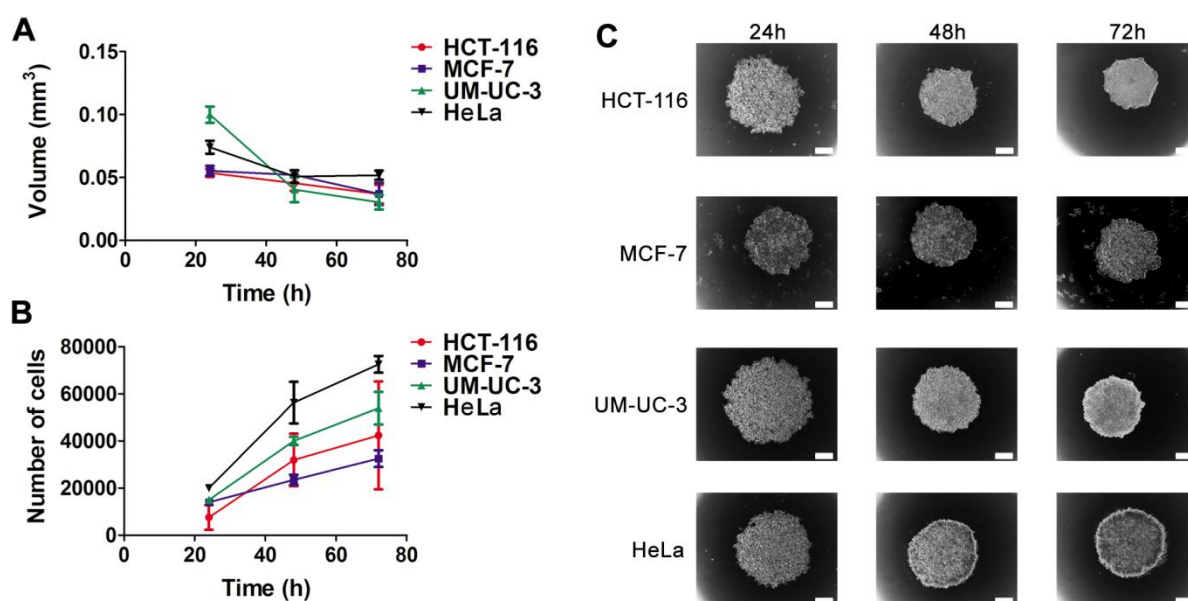 A
Volume (mm³)
0.15
0.10
0.05
0.00
0 20 40 60 80
Time (h)
HCT-116
MCF-7
UM-UC-3
HeLa
B
Number of cells
80000
60000
40000
20000
0
0 20 40 60 80
Time (h)
HCT-116
MCF-7
UM-UC-3
HeLa
C
24h 48h 72h
HCT-116
MCF-7
UM-UC-3
HeLa